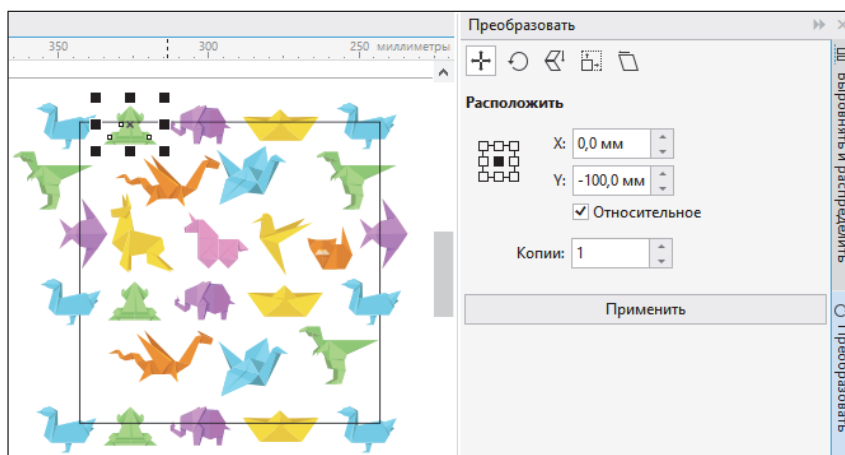 Преобразовать
350 300 250 миллиметры
Расположить
X: 0,0 мм
Y: -100,0 мм
Относительное
Копии: 1
Применить
Выровнять и распределить
Преобразовать